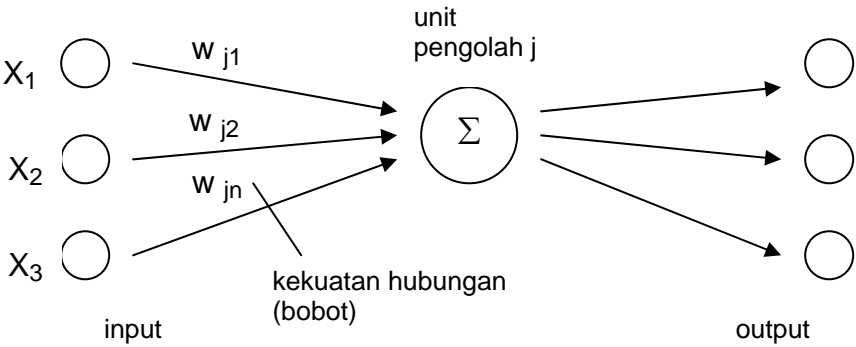 unit
pengolah j
X₁
w j1
w j2
Σ
X₂
w jn
X₃
kekuatan hubungan
(bobot)
input
output